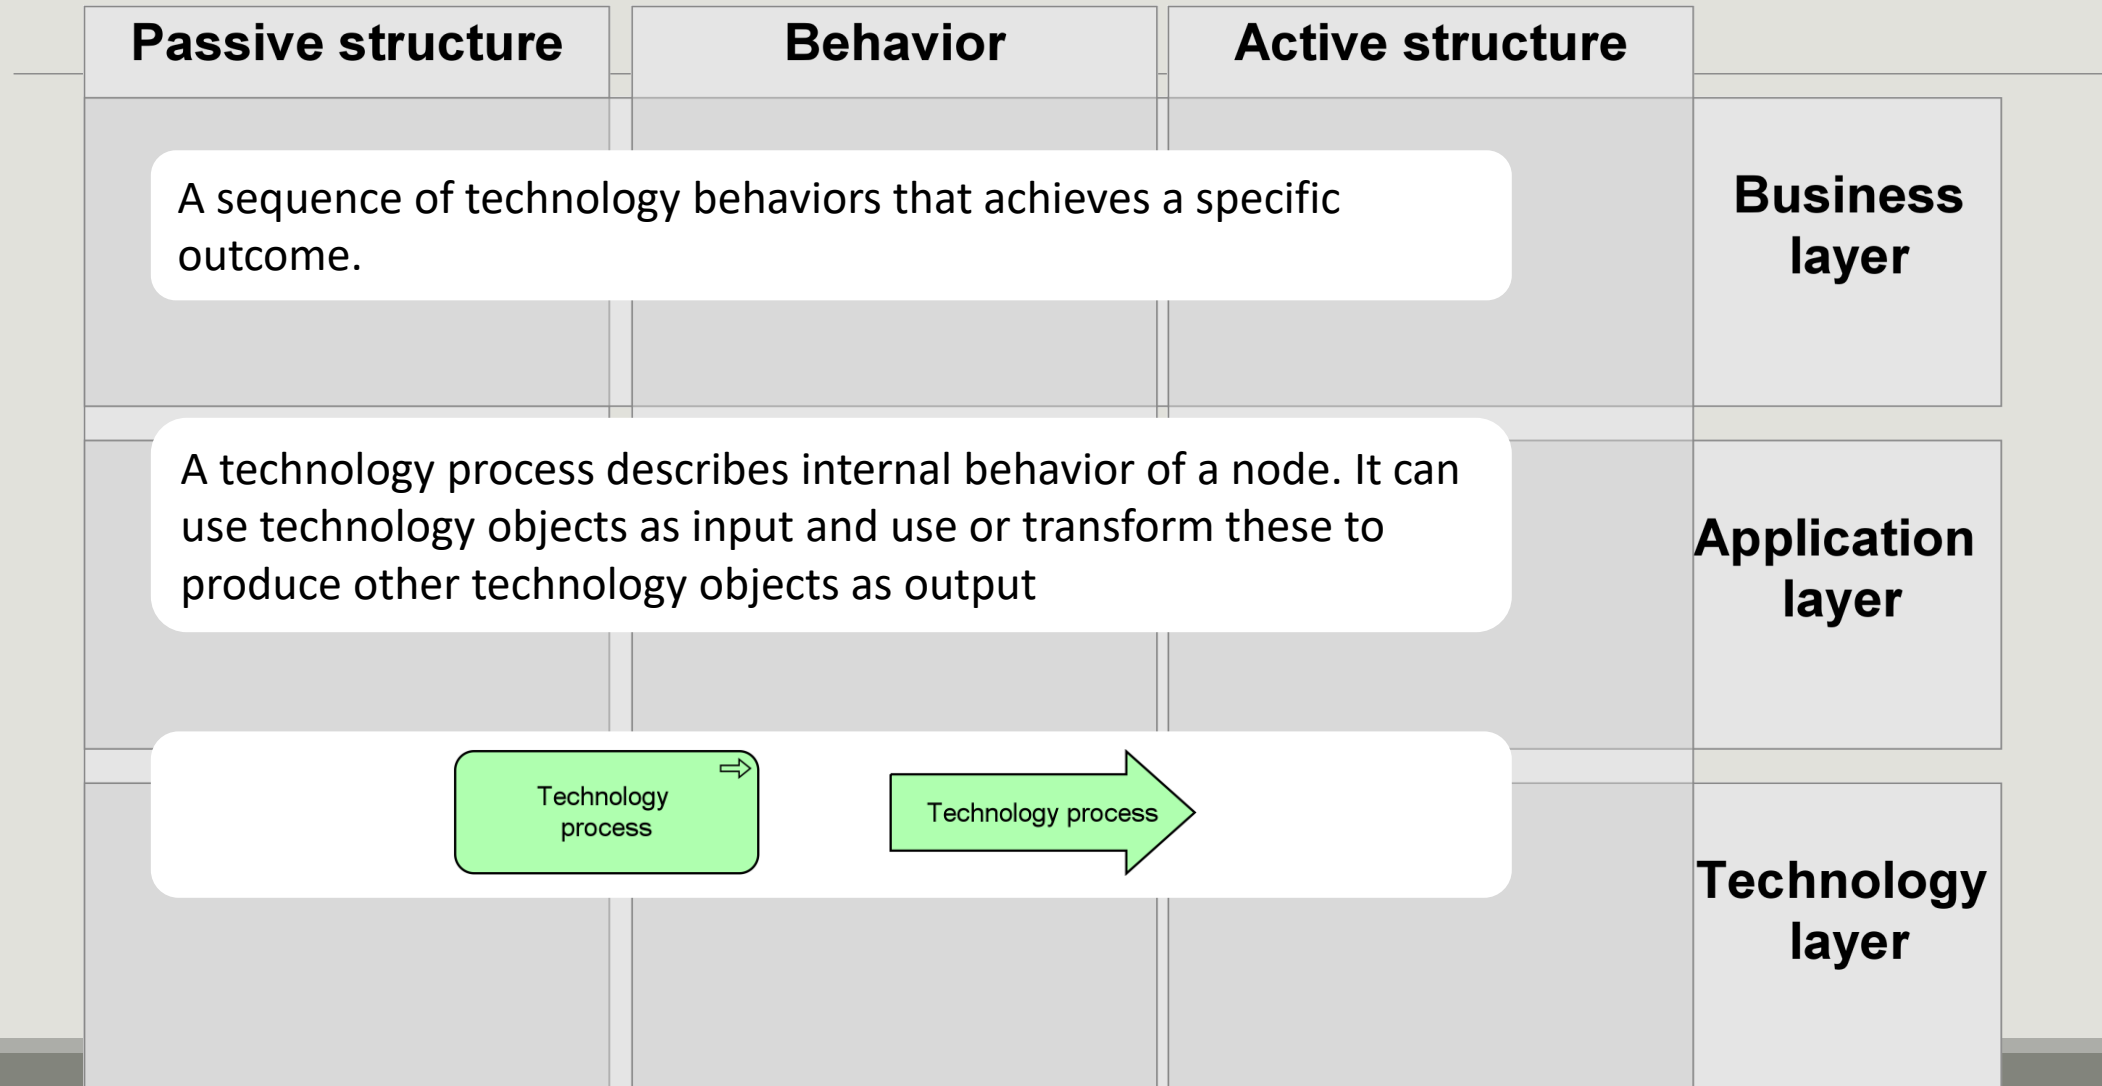 Passive structure
Behavior
Active structure
A sequence of technology behaviors that achieves a specific
outcome.
Business
layer
A technology process describes internal behavior of a node. It can
use technology objects as input and use or transform these to
produce other technology objects as output
Application
layer
Technology
process
Technology process
Technology
layer